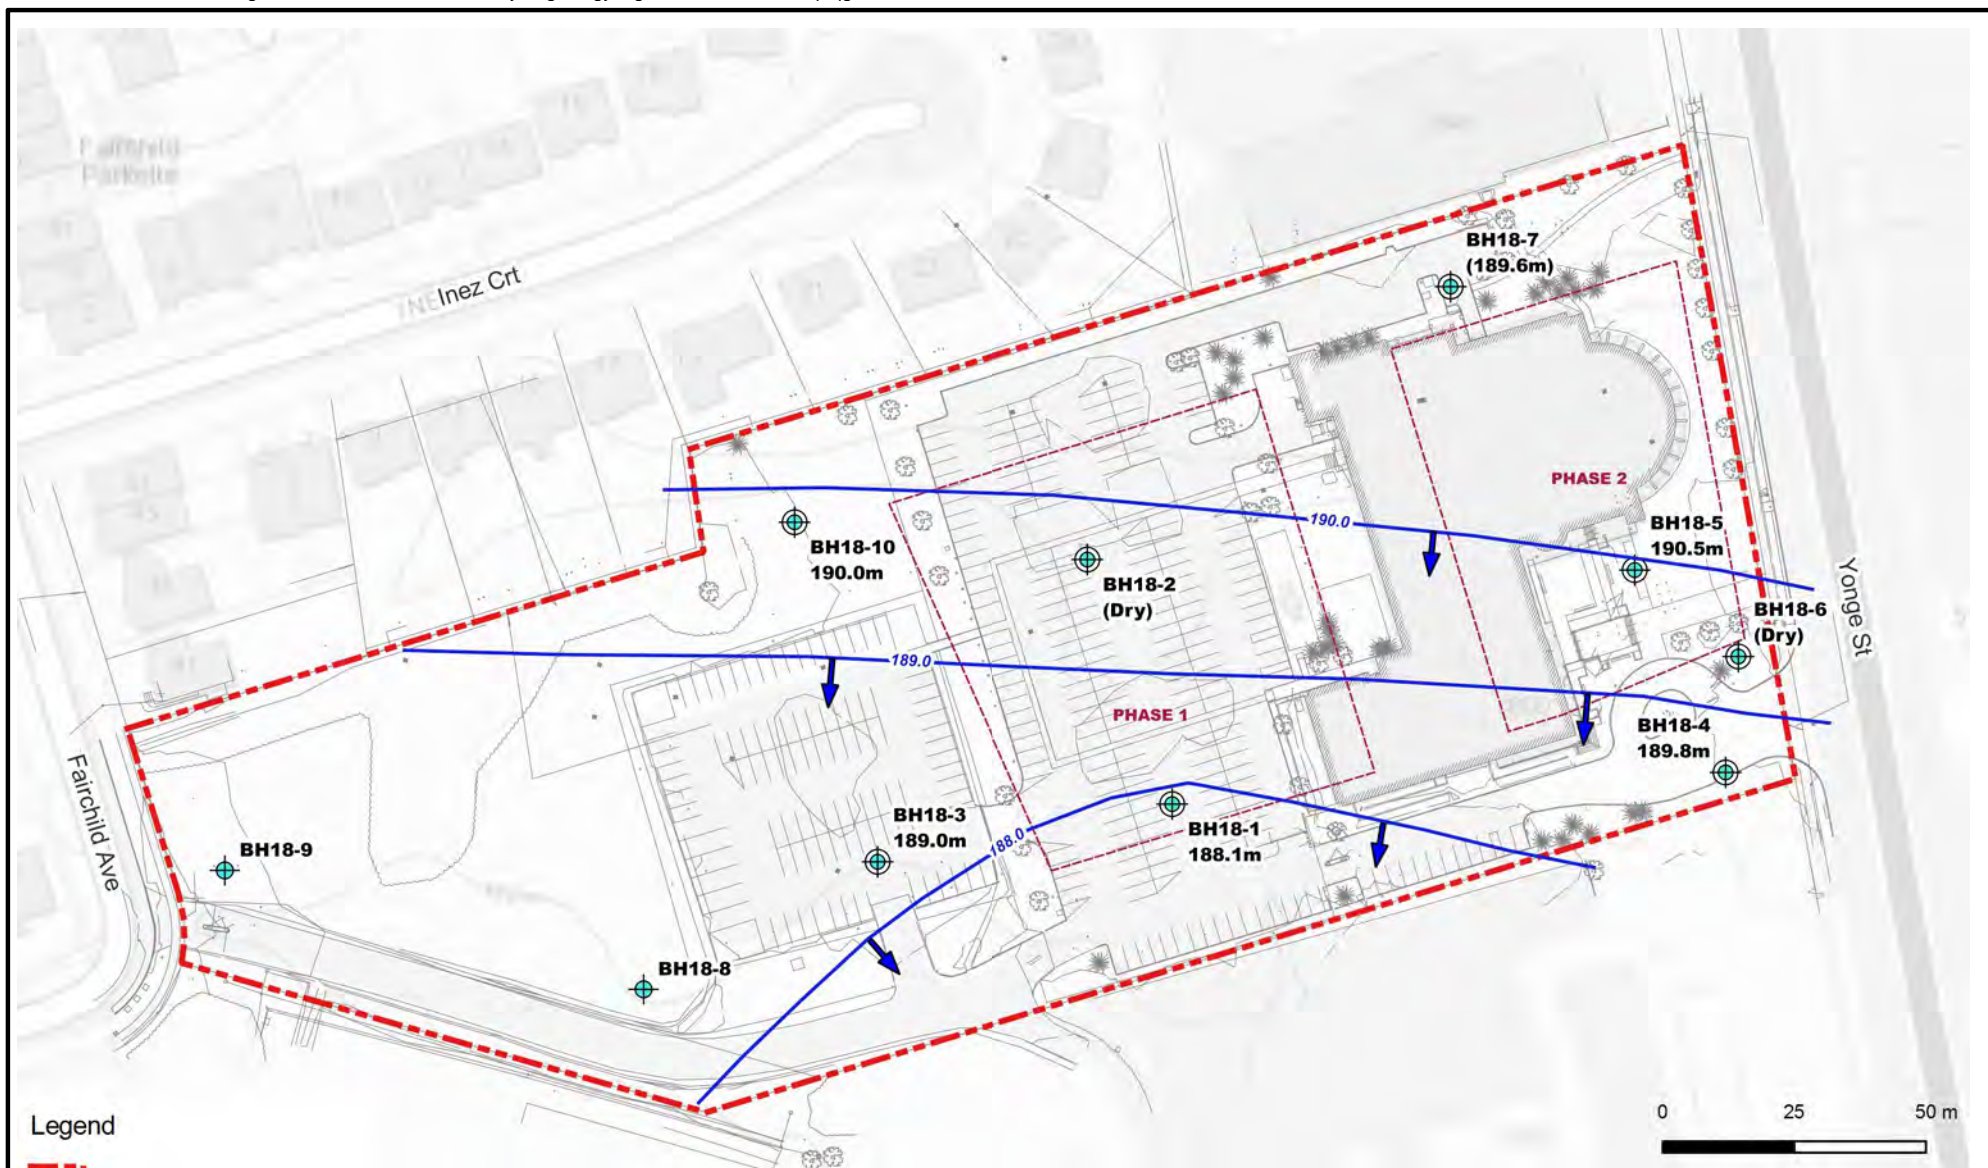 Fairfield
Parkette
Inez Crt
BH18-7
(189.6m)
PHASE 2
190.0
BH18-5
190.5m
BH18-10
190.0m
BH18-2
(Dry)
Yonge St
BH18-6
(Dry)
189.0
PHASE 1
BH18-4
189.8m
Fairchild Ave
BH18-3
189.0m
188.0
BH18-1
188.1m
BH18-9
BH18-8
Legend
0 25 50 m